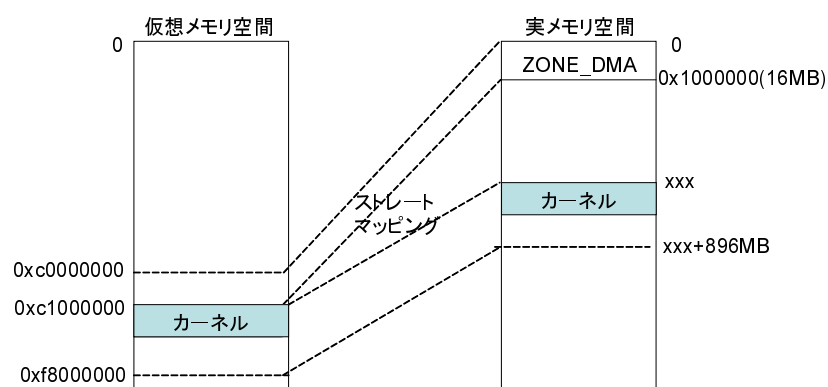 仮想メモリ空間
実メモリ空間
0
0
ZONE_DMA
0x1000000(16MB)
xxx
ストレート
マッピング
カーネル
xxx+896MB
0xc0000000
0xc1000000
カーネル
0xf8000000